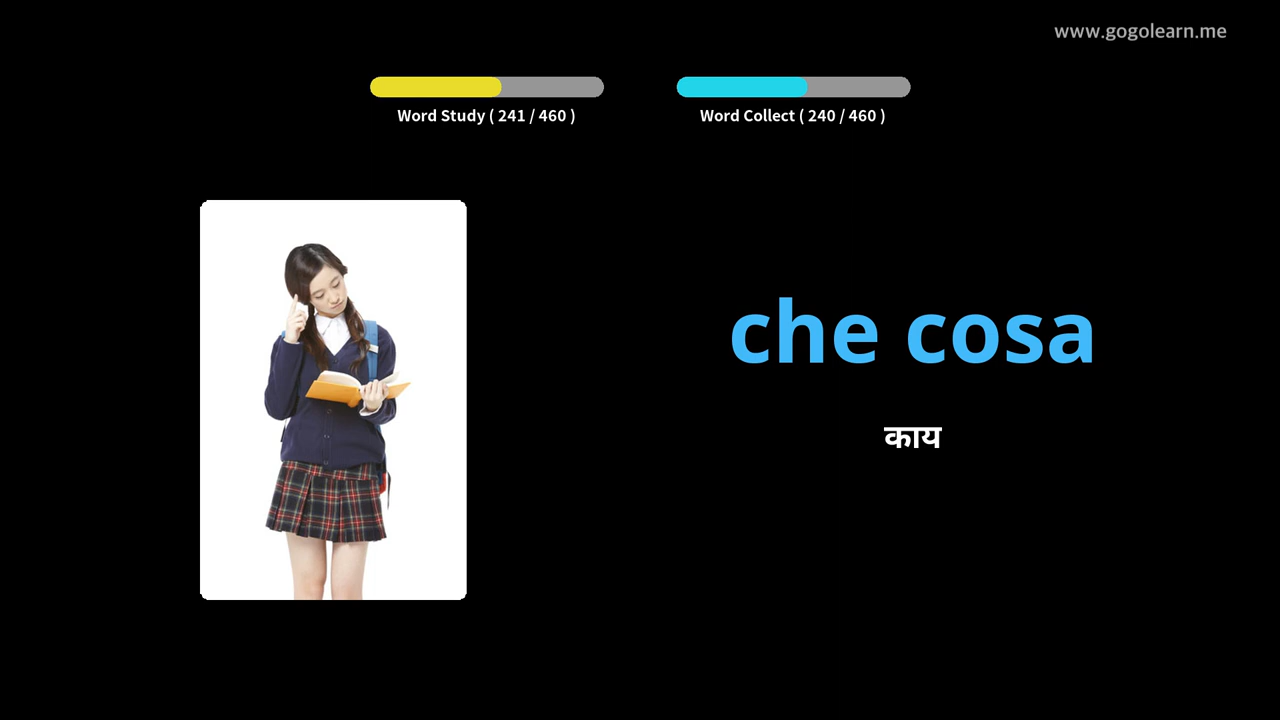 www.gogolearn.me
Word Study ( 241 / 460 )
Word Collect ( 240 / 460 )
che cosa
काय